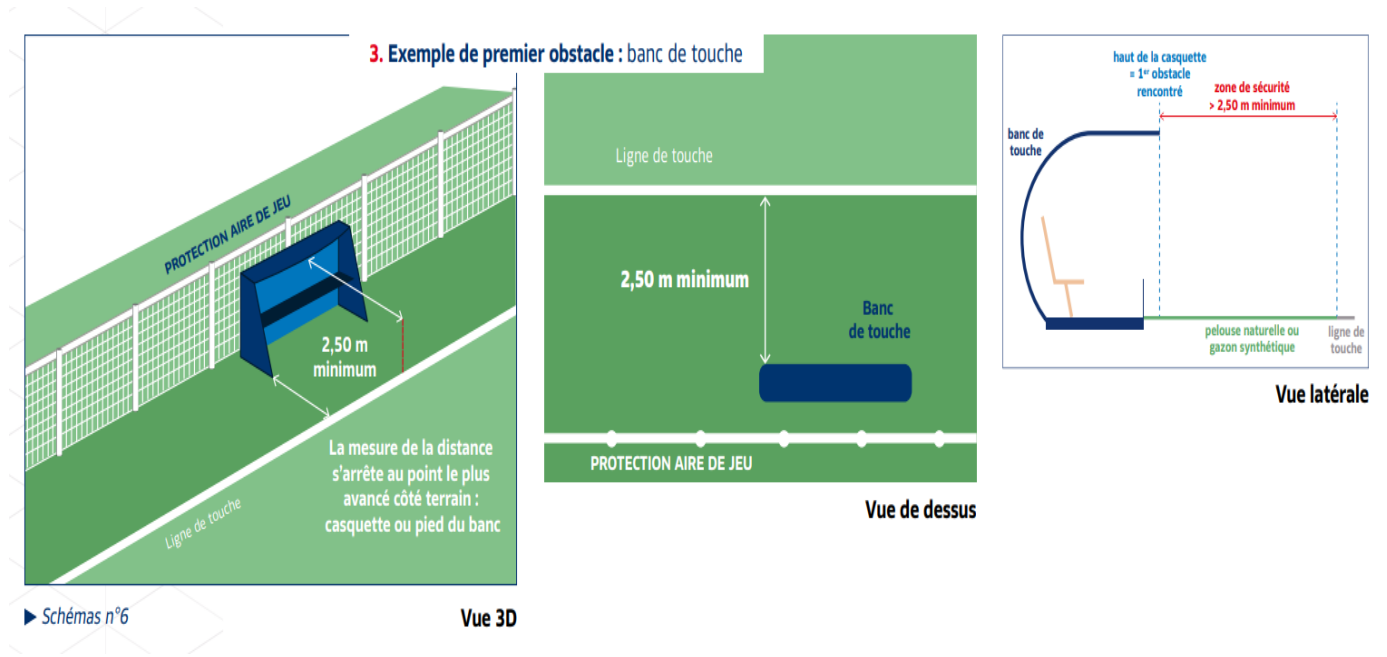 3. Exemple de premier obstacle : banc de touche
PROTECTION AIRE DE JEU
2,50 m
minimum
La mesure de la distance
s'arrête au point le plus
avancé côté terrain :
casquette ou pied du banc
Ligne de touche
▶ Schémas n°6
Vue 3D
Ligne de touche
2,50 m minimum
Banc
de touche
PROTECTION AIRE DE JEU
Vue de dessus
haut de la casquette
= 1er obstacle
rencontré
zone de sécurité
> 2,50 m minimum
banc de
touche
pelouse naturelle ou
gazon synthétique
ligne de
touche
Vue latérale